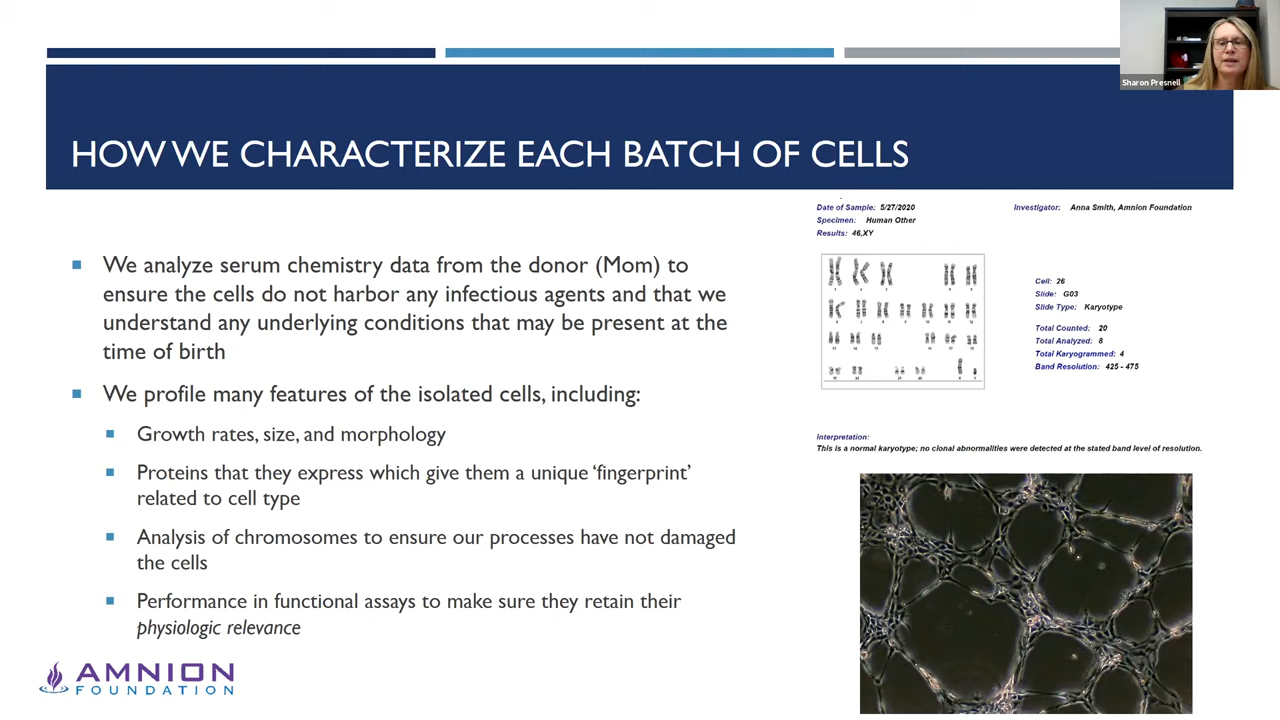 Sharon Presnell
HOW WE CHARACTERIZE EACH BATCH OF CELLS
We analyze serum chemistry data from the donor (Mom) to
ensure the cells do not harbor any infectious agents and that we
understand any underlying conditions that may be present at the
time of birth
We profile many features of the isolated cells, including:
Growth rates, size, and morphology
Proteins that they express which give them a unique ‘fingerprint’
related to cell type
Analysis of chromosomes to ensure our processes have not damaged
the cells
Performance in functional assays to make sure they retain their
physiologic relevance
AMNION
FOUNDATION
Date of Sample: 5/27/2020
Investigator: Anna Smith, Amnion Foundation
Specimen: Human Other
Results: 46,XY
Cell: 26
Slide: G03
Slide Type: Karyotype
Total Counted: 20
Total Analyzed: 8
Total Karyogrammed: 4
Band Resolution: 425 - 475
Interpretation:
This is a normal karyotype; no clonal abnormalities were detected at the stated band level of resolution.